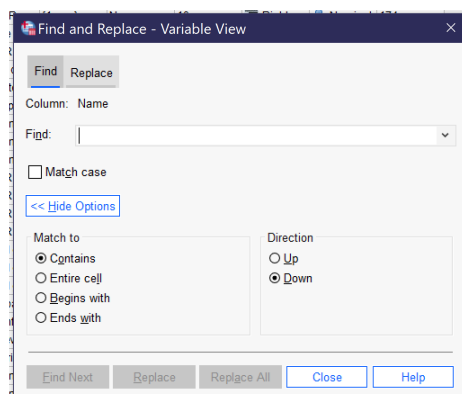 Find and Replace - Variable View
Find Replace
Column: Name
Find:
Match case
<< Hide Options
Match to Direction
Contains Up
Entire cell Down
Begins with
Ends with
Find Next Replace Replace All Close Help